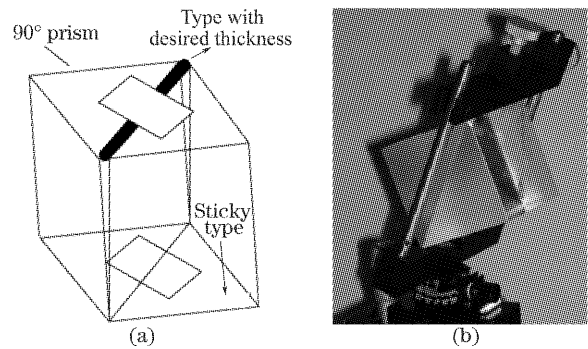 90° prism
Type with
desired thickness
Sticky
type
(a)
(b)